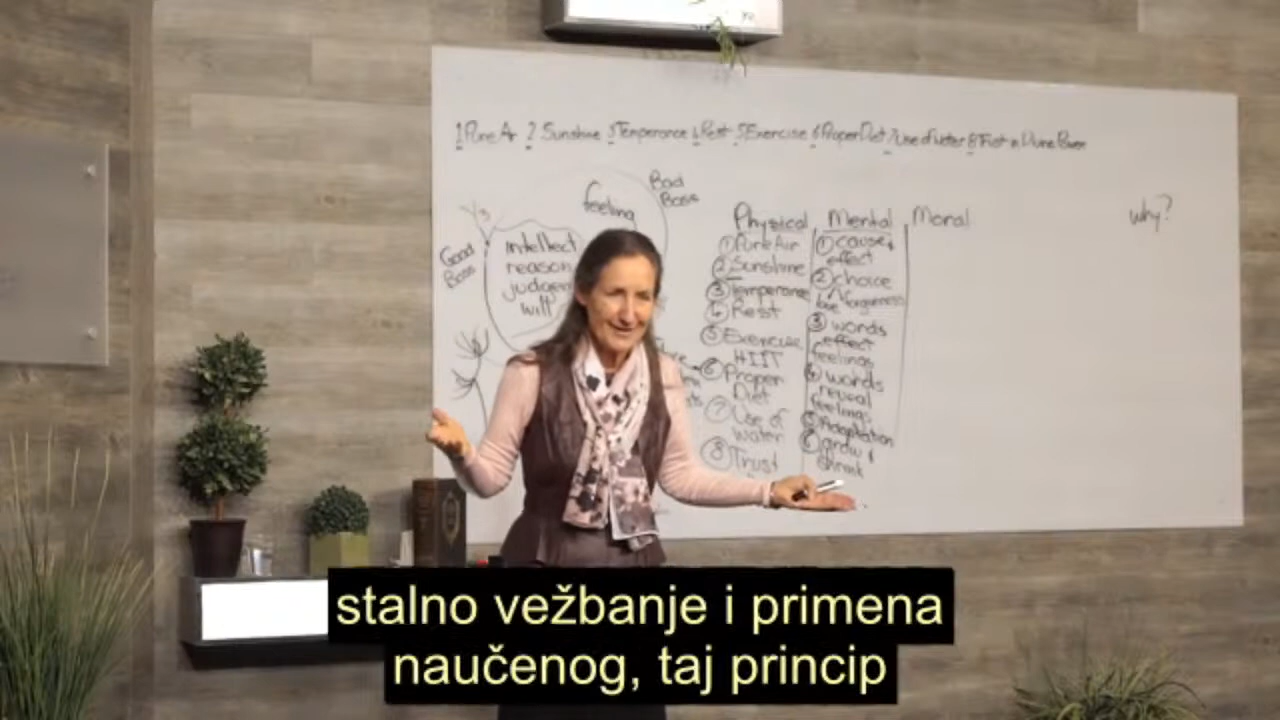 1 Pure Air 2 Sunshine 3 Temperance 4 Rest 5 Exercise 6 Proper Diet 7 Use of water 8 Trust in Divine Power
Bad
Boss
feeling
Good
Boss
intellect
reason
will
Physical Mental Moral
why?
① Pure Air
② Sunshine
③ Temperance
Rest
⑤ Exercise
HIIT
⑥ Proper
Diet
⑦ Use of
water
⑧ Trust
① cause &
effect
② choice
forgiveness
③ words
effect
feelings
④ words
reveal
feelings
⑤ Adaptation
⑥ grow &
shrink
stalno vežbanje i primena
naučenog, taj princip